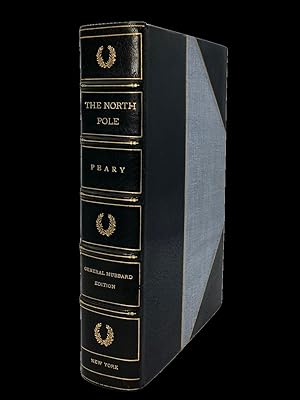 THE NORTH
POLE
PEARY
GENERAL HUBBARD
EDITION
NEW YORK